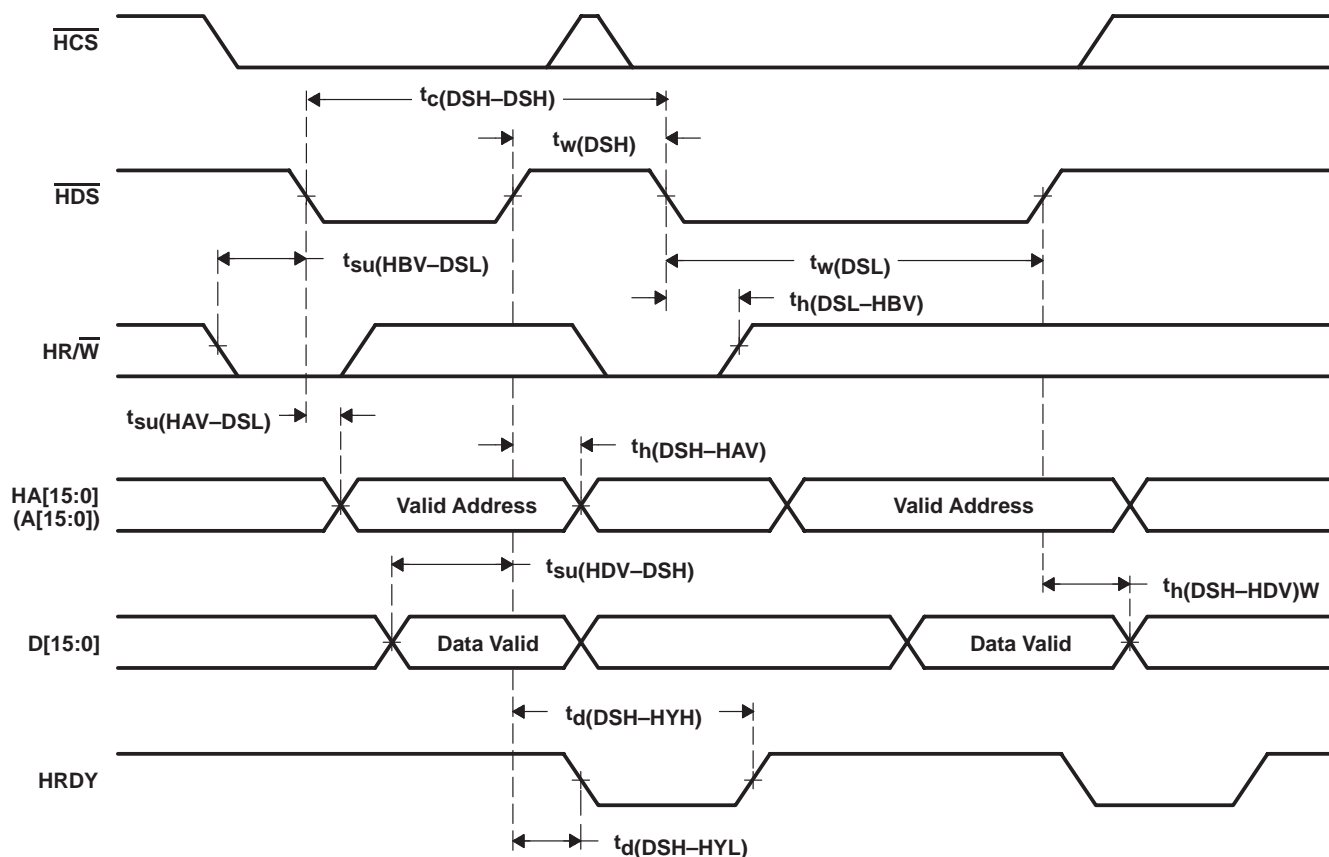 H̅C̅S̅
tc(DSH–DSH)
tw(DSH)
H̅D̅S̅
tsu(HBV–DSL)
tw(DSL)
th(DSL–HBV)
HR/W̅
tsu(HAV–DSL)
th(DSH–HAV)
HA[15:0]
(A[15:0])
Valid Address
Valid Address
tsu(HDV–DSH)
th(DSH–HDV)W
D[15:0]
Data Valid
Data Valid
td(DSH–HYH)
HRDY
td(DSH–HYL)